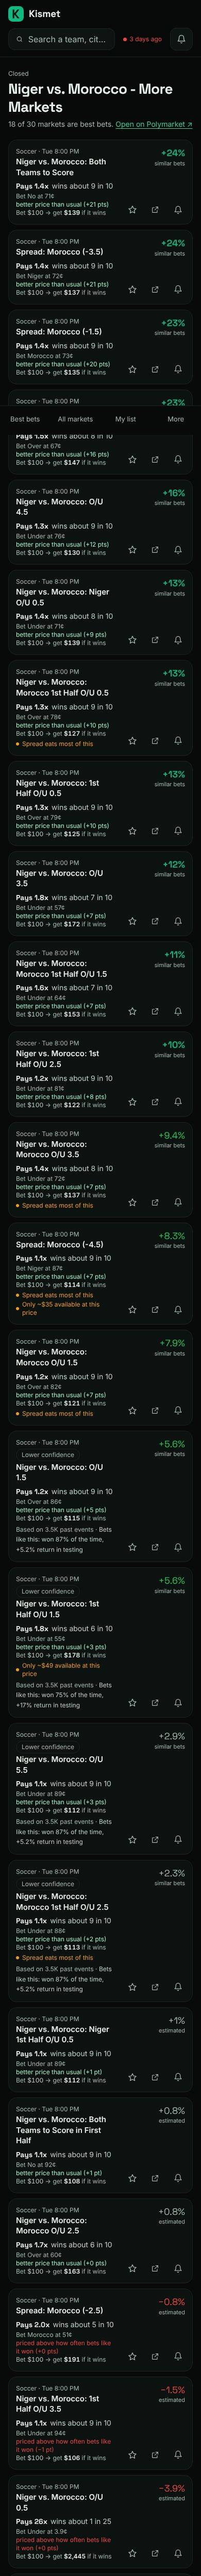 Kismet
Search a team, cit...
3 days ago
Closed
Niger vs. Morocco - More
Markets
18 of 30 markets are best bets. Open on Polymarket ↗
Soccer · Tue 8:00 PM
+24%
similar bets
Niger vs. Morocco: Both
Teams to Score
Pays 1.4x wins about 9 in 10
Bet No at 71¢
better price than usual (+21 pts)
Bet $100 → get $139 if it wins
Soccer · Tue 8:00 PM
+24%
similar bets
Spread: Morocco (-3.5)
Pays 1.4x wins about 9 in 10
Bet Niger at 72¢
better price than usual (+21 pts)
Bet $100 → get $137 if it wins
Soccer · Tue 8:00 PM
+23%
similar bets
Spread: Morocco (-1.5)
Pays 1.4x wins about 9 in 10
Bet Morocco at 73¢
better price than usual (+20 pts)
Bet $100 → get $135 if it wins
Best bets
All markets
My list
More
Bet Over at 67¢
better price than usual (+16 pts)
Bet $100 → get $147 if it wins
Soccer · Tue 8:00 PM
+16%
similar bets
Niger vs. Morocco: O/U
4.5
Pays 1.3x wins about 9 in 10
Bet Under at 76¢
better price than usual (+12 pts)
Bet $100 → get $130 if it wins
Soccer · Tue 8:00 PM
+13%
similar bets
Niger vs. Morocco: Niger
O/U 0.5
Pays 1.4x wins about 8 in 10
Bet Under at 71¢
better price than usual (+9 pts)
Bet $100 → get $139 if it wins
Soccer · Tue 8:00 PM
+13%
similar bets
Niger vs. Morocco:
Morocco 1st Half O/U 0.5
Pays 1.3x wins about 9 in 10
Bet Over at 78¢
better price than usual (+10 pts)
Bet $100 → get $127 if it wins
Spread eats most of this
Soccer · Tue 8:00 PM
+13%
similar bets
Niger vs. Morocco: 1st
Half O/U 0.5
Pays 1.3x wins about 9 in 10
Bet Over at 79¢
better price than usual (+10 pts)
Bet $100 → get $125 if it wins
Soccer · Tue 8:00 PM
+12%
similar bets
Niger vs. Morocco: O/U
3.5
Pays 1.8x wins about 7 in 10
Bet Under at 57¢
better price than usual (+7 pts)
Bet $100 → get $172 if it wins
Soccer · Tue 8:00 PM
+11%
similar bets
Niger vs. Morocco:
Morocco 1st Half O/U 1.5
Pays 1.6x wins about 7 in 10
Bet Under at 64¢
better price than usual (+7 pts)
Bet $100 → get $153 if it wins
Soccer · Tue 8:00 PM
+10%
similar bets
Niger vs. Morocco: 1st
Half O/U 2.5
Pays 1.2x wins about 9 in 10
Bet Under at 81¢
better price than usual (+8 pts)
Bet $100 → get $122 if it wins
Soccer · Tue 8:00 PM
+9.4%
similar bets
Niger vs. Morocco:
Morocco O/U 3.5
Pays 1.4x wins about 8 in 10
Bet Under at 72¢
better price than usual (+7 pts)
Bet $100 → get $137 if it wins
Spread eats most of this
Soccer · Tue 8:00 PM
+8.3%
similar bets
Spread: Morocco (-4.5)
Pays 1.1x wins about 9 in 10
Bet Niger at 87¢
better price than usual (+7 pts)
Bet $100 → get $114 if it wins
Spread eats most of this
Only ~$35 available at this
price
Soccer · Tue 8:00 PM
+7.9%
similar bets
Niger vs. Morocco:
Morocco O/U 1.5
Pays 1.2x wins about 9 in 10
Bet Over at 82¢
better price than usual (+7 pts)
Bet $100 → get $121 if it wins
Spread eats most of this
Soccer · Tue 8:00 PM
+5.6%
similar bets
Lower confidence
Niger vs. Morocco: O/U
1.5
Pays 1.2x wins about 9 in 10
Bet Over at 86¢
better price than usual (+5 pts)
Bet $100 → get $115 if it wins
Based on 3.5K past events · Bets
like this: won 87% of the time,
+5.2% return in testing
Soccer · Tue 8:00 PM
+5.6%
similar bets
Lower confidence
Niger vs. Morocco: 1st
Half O/U 1.5
Pays 1.8x wins about 6 in 10
Bet Under at 55¢
better price than usual (+3 pts)
Bet $100 → get $178 if it wins
Only ~$49 available at this
price
Based on 3.5K past events · Bets
like this: won 75% of the time,
+17% return in testing
Soccer · Tue 8:00 PM
+2.9%
similar bets
Lower confidence
Niger vs. Morocco: O/U
5.5
Pays 1.1x wins about 9 in 10
Bet Under at 89¢
better price than usual (+3 pts)
Bet $100 → get $112 if it wins
Based on 3.5K past events · Bets
like this: won 87% of the time,
+5.2% return in testing
Soccer · Tue 8:00 PM
+2.3%
similar bets
Lower confidence
Niger vs. Morocco:
Morocco 1st Half O/U 2.5
Pays 1.1x wins about 9 in 10
Bet Under at 88¢
better price than usual (+2 pts)
Bet $100 → get $113 if it wins
Spread eats most of this
Based on 3.5K past events · Bets
like this: won 87% of the time,
+5.2% return in testing
Soccer · Tue 8:00 PM
+1%
estimated
Niger vs. Morocco: Niger
1st Half O/U 0.5
Pays 1.1x wins about 9 in 10
Bet Under at 89¢
better price than usual (+1 pt)
Bet $100 → get $112 if it wins
Soccer · Tue 8:00 PM
+0.8%
estimated
Niger vs. Morocco: Both
Teams to Score in First
Half
Pays 1.1x wins about 9 in 10
Bet No at 92¢
better price than usual (+1 pt)
Bet $100 → get $108 if it wins
Soccer · Tue 8:00 PM
+0.8%
estimated
Niger vs. Morocco:
Morocco O/U 2.5
Pays 1.7x wins about 6 in 10
Bet Over at 60¢
better price than usual (+0 pts)
Bet $100 → get $163 if it wins
Soccer · Tue 8:00 PM
−0.8%
estimated
Spread: Morocco (-2.5)
Pays 2.0x wins about 5 in 10
Bet Morocco at 51¢
priced above how often bets like
it won (+0 pts)
Bet $100 → get $191 if it wins
Soccer · Tue 8:00 PM
−1.5%
estimated
Niger vs. Morocco: 1st
Half O/U 3.5
Pays 1.1x wins about 9 in 10
Bet Under at 94¢
priced above how often bets like
it won (−1 pt)
Bet $100 → get $106 if it wins
Soccer · Tue 8:00 PM
−3.9%
estimated
Niger vs. Morocco: O/U
0.5
Pays 26x wins about 1 in 25
Bet Under at 3.9¢
priced above how often bets like
it won (+0 pts)
Bet $100 → get $2,445 if it wins